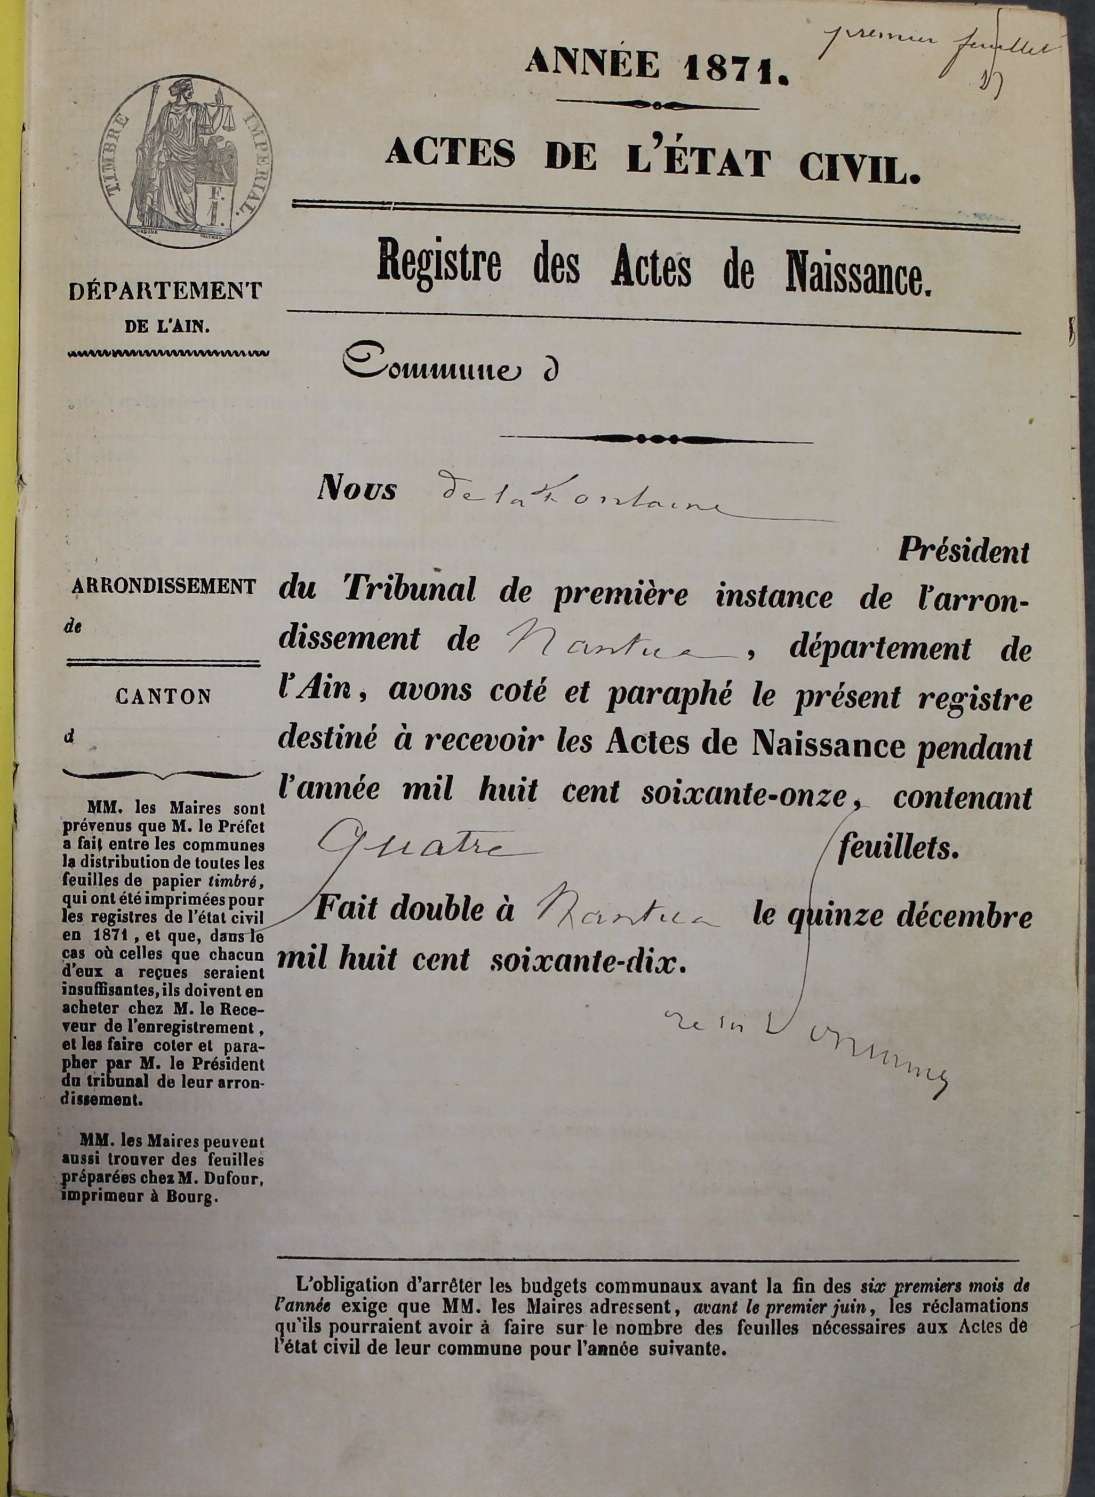 premier feuillet
ANNÉE 1871.
ACTES DE L'ÉTAT CIVIL.
Registre des Actes de Naissance.
TIMBRE IMPERIAL.
F.
1.
DÉPARTEMENT
DE L'AIN.
Commune d
Nous de la Fontaine
Président
du Tribunal de première instance de l'arron-
dissement de Nantua, département de
l'Ain, avons coté et paraphé le présent registre
destiné à recevoir les Actes de Naissance pendant
l'année mil huit cent soixante-onze, contenant
Quatre feuillets.
Fait double à Nantua le quinze décembre
mil huit cent soixante-dix.
ARRONDISSEMENT
de
CANTON
d
MM. les Maires sont
prévenus que M. le Préfet
a fait entre les communes
la distribution de toutes les
feuilles de papier timbré,
qui ont été imprimées pour
les registres de l'état civil
en 1871, et que, dans le
cas où celles que chacun
d'eux a reçues seraient
insuffisantes, ils doivent en
acheter chez M. le Rece-
veur de l'enregistrement,
et les faire coter et para-
pher par M. le Président
du tribunal de leur arron-
dissement.
MM. les Maires peuvent
aussi trouver des feuilles
préparées chez M. Dufour,
imprimeur à Bourg.
L'obligation d'arrêter les budgets communaux avant la fin des six premiers mois de
l'année exige que MM. les Maires adressent, avant le premier juin, les réclamations
qu'ils pourraient avoir à faire sur le nombre des feuilles nécessaires aux Actes de
l'état civil de leur commune pour l'année suivante.